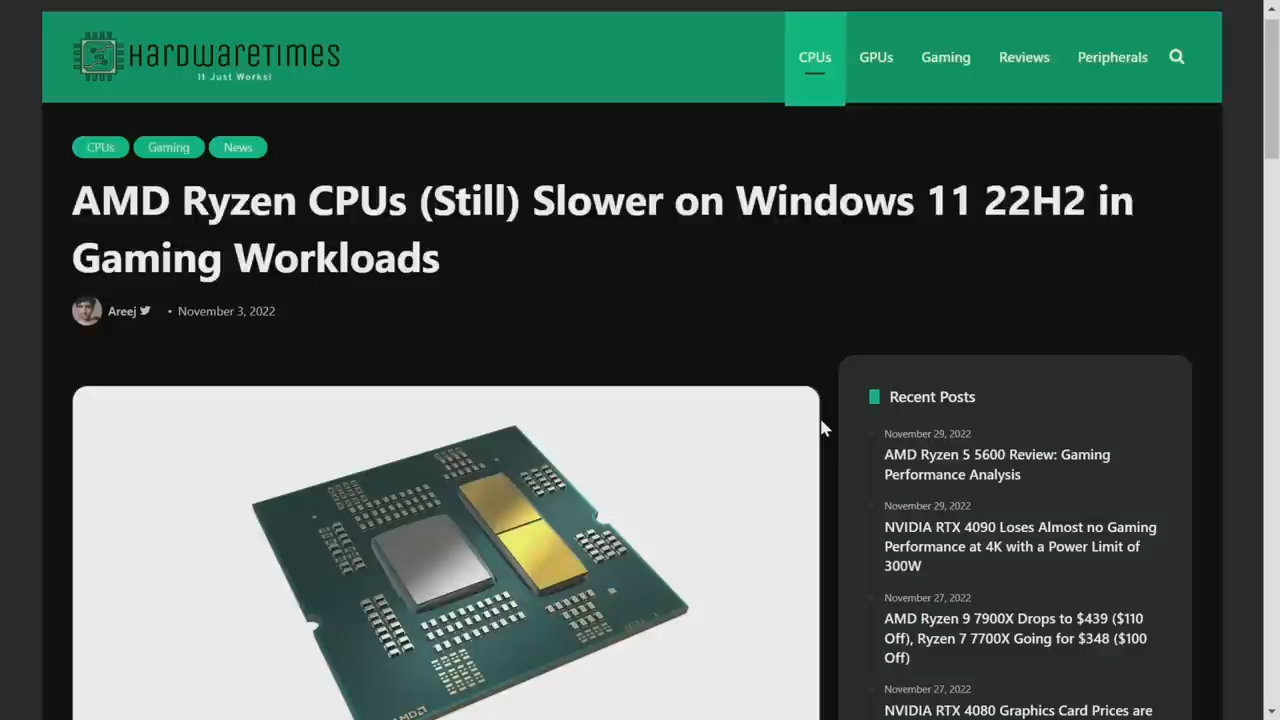 Hardwaretimes
It Just Works!
CPUs
GPUs
Gaming
Reviews
Peripherals
CPUs
Gaming
News
AMD Ryzen CPUs (Still) Slower on Windows 11 22H2 in
Gaming Workloads
Areej
• November 3, 2022
Recent Posts
November 29, 2022
AMD Ryzen 5 5600 Review: Gaming
Performance Analysis
November 29, 2022
NVIDIA RTX 4090 Loses Almost no Gaming
Performance at 4K with a Power Limit of
300W
November 27, 2022
AMD Ryzen 9 7900X Drops to $439 ($110
Off), Ryzen 7 7700X Going for $348 ($100
Off)
November 27, 2022
NVIDIA RTX 4080 Graphics Card Prices are
AMD